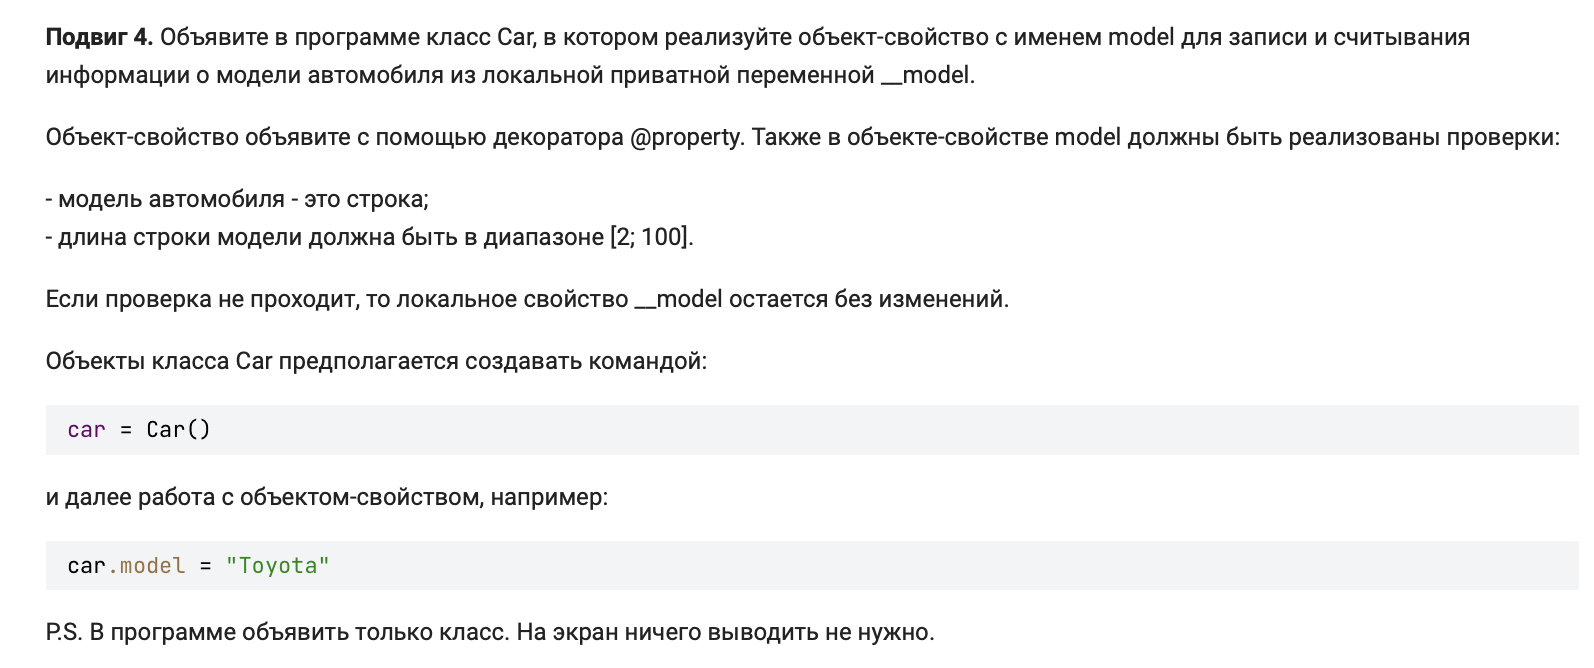 Подвиг 4. Объявите в программе класс Car, в котором реализуйте объект-свойство с именем model для записи и считывания
информации о модели автомобиля из локальной приватной переменной __model.
Объект-свойство объявите с помощью декоратора @property. Также в объекте-свойстве model должны быть реализованы проверки:
- модель автомобиля - это строка;
- длина строки модели должна быть в диапазоне [2; 100].
Если проверка не проходит, то локальное свойство __model остается без изменений.
Объекты класса Car предполагается создавать командой:
car = Car()
и далее работа с объектом-свойством, например:
car.model = "Toyota"
P.S. В программе объявить только класс. На экран ничего выводить не нужно.